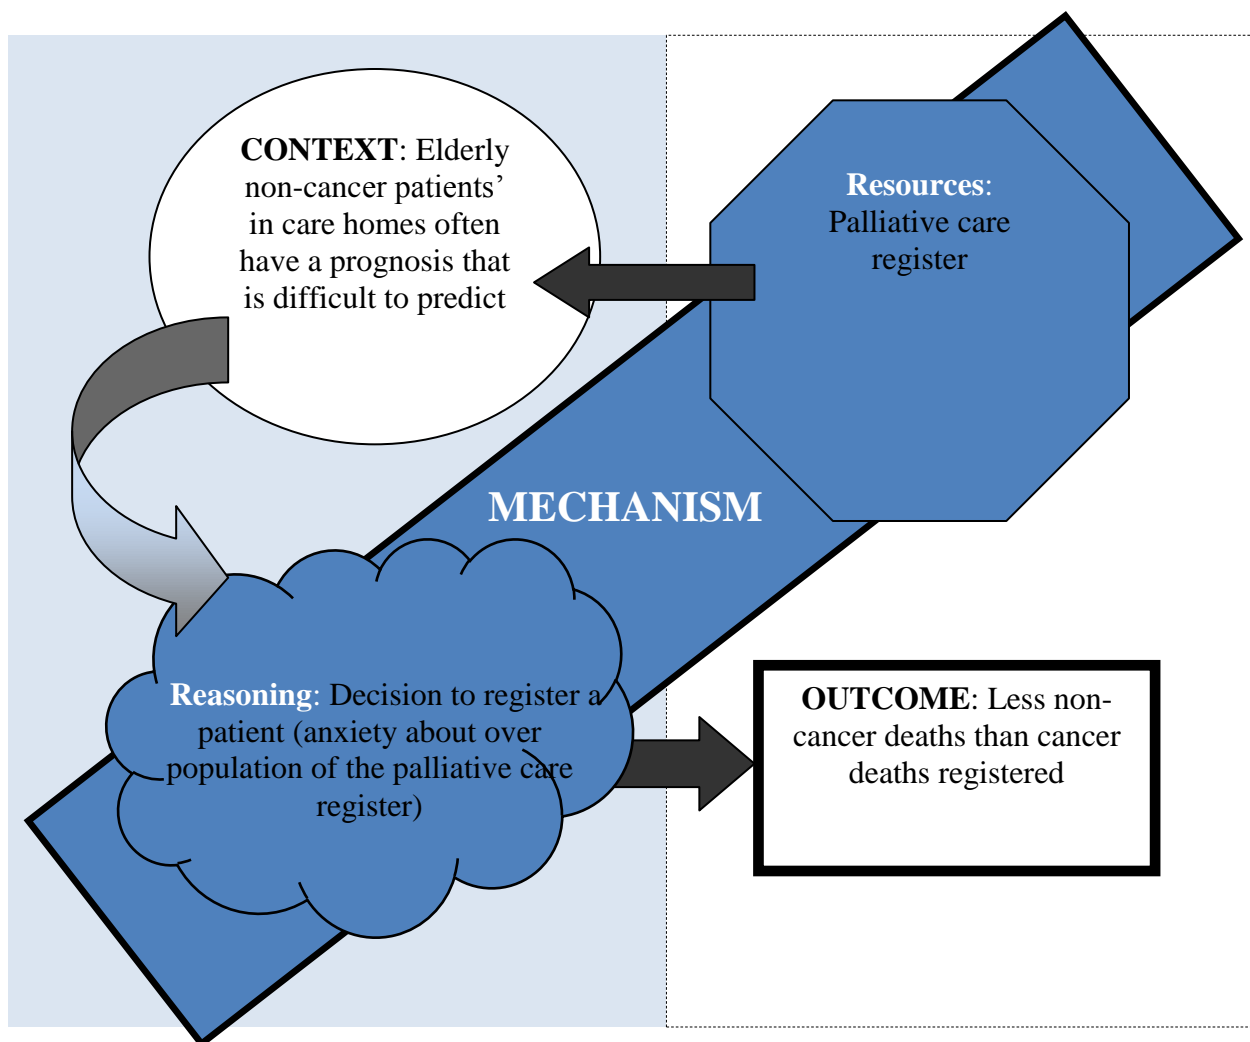 CONTEXT: Elderly
non-cancer patients’
in care homes often
have a prognosis that
is difficult to predict
Resources:
Palliative care
register
MECHANISM
Reasoning: Decision to register a
patient (anxiety about over
population of the palliative care
register)
OUTCOME: Less non-
cancer deaths than cancer
deaths registered